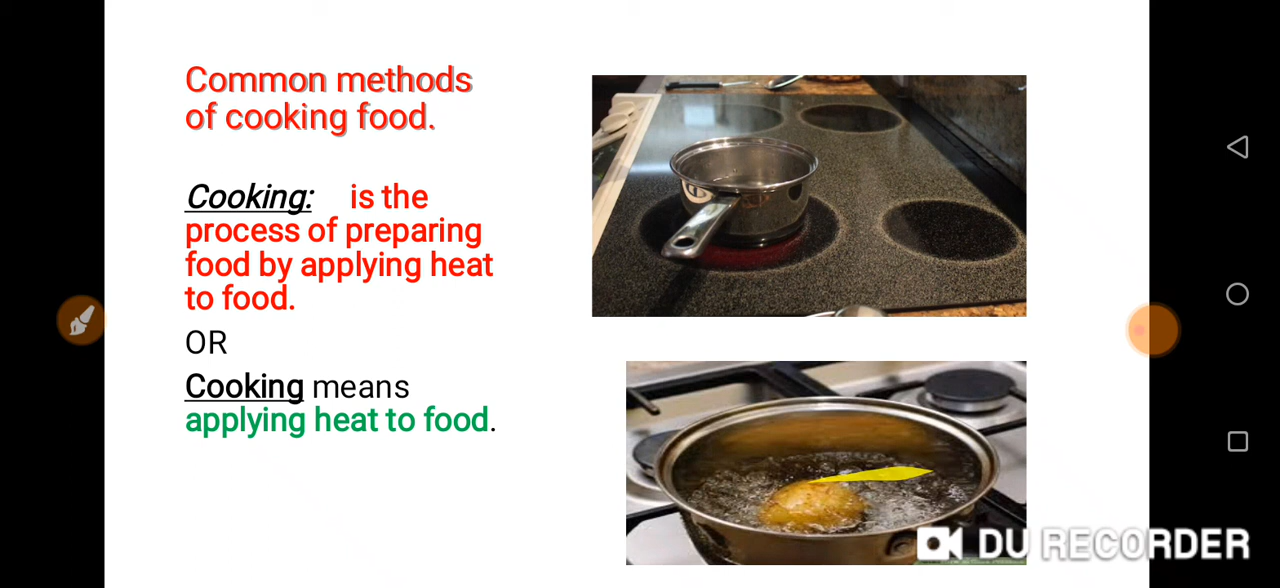 Common methods
of cooking food.
Cooking: is the
process of preparing
food by applying heat
to food.
OR
Cooking means
applying heat to food.
DU RECORDER